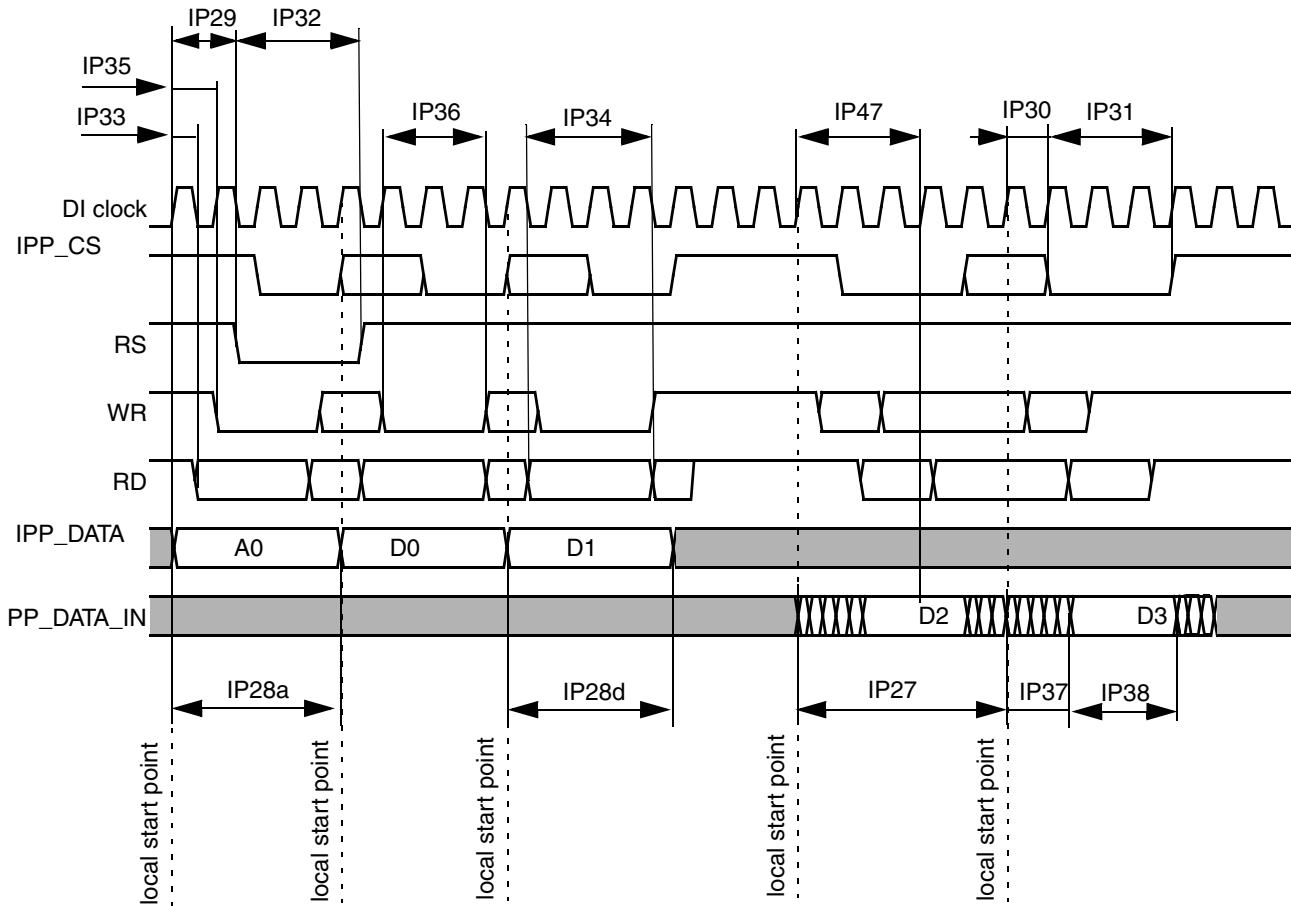 IP29 IP32
IP35
IP33 IP36 IP34 IP47 IP30 IP31
DI clock
IPP_CS
RS
WR
RD
IPP_DATA A0 D0 D1
PP_DATA_IN D2 D3
IP28a IP28d IP27 IP37 IP38
local start point
local start point
local start point
local start point
local start point